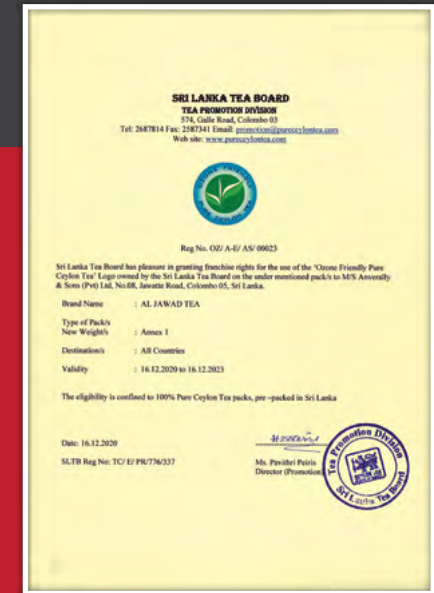 SRI LANKA TEA BOARD
TEA PROMOTION DIVISION
574, Galle Road, Colombo 03
Tel: 2687814 Fax: 2587341 Email: promotion@pureceylontea.com
Web site: www.pureceylontea.com
OZONE FRIENDLY
PURE CEYLON TEA
Reg No. OZ/ A-E/ AS/ 00023
Sri Lanka Tea Board has pleasure in granting franchise rights for the use of the 'Ozone Friendly Pure
Ceylon Tea' Logo owned by the Sri Lanka Tea Board on the under mentioned pack/s to M/S Anverally
& Sons (Pvt) Ltd, No.08, Jawatte Road, Colombo 05, Sri Lanka.
Brand Name : AL JAWAD TEA
Type of Pack/s
New Weight/s : Annex 1
Destination/s : All Countries
Validity : 16.12.2020 to 16.12.2023
The eligibility is confined to 100% Pure Ceylon Tea packs, pre –packed in Sri Lanka
Date: 16.12.2020
SLTB Reg No: TC/ E/ PR/776/337
Ms. Pavithri Peiris
Director (Promotion)
Tea Promotion Division
Sri Lanka Tea Board